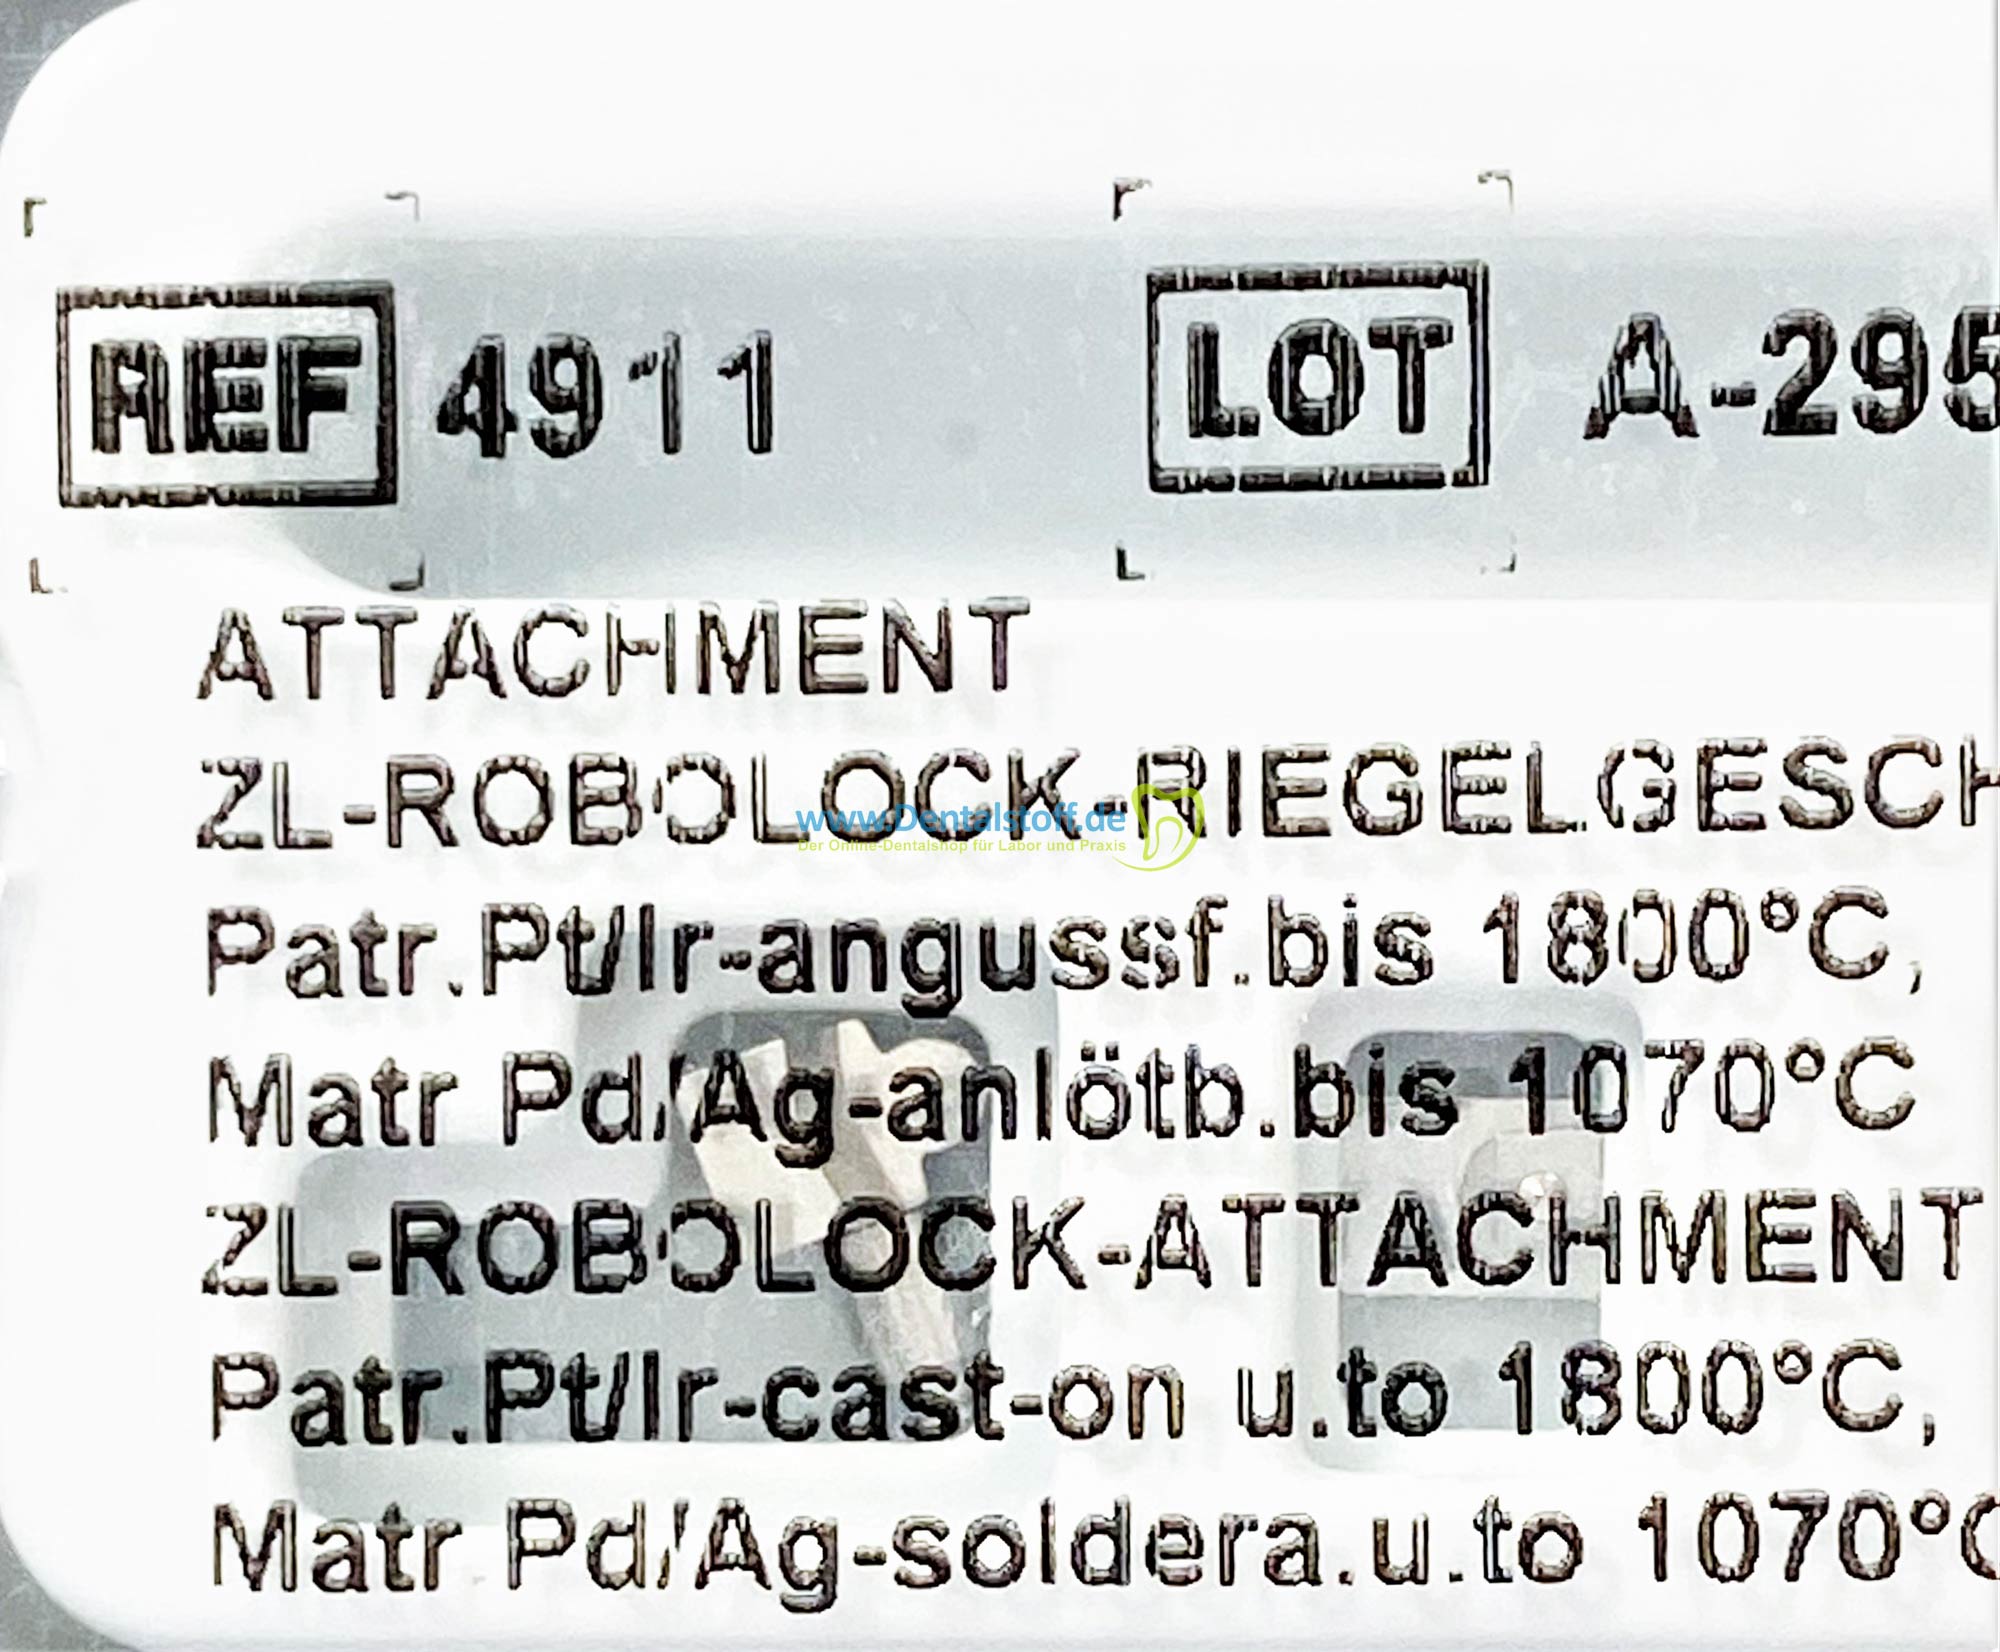 REF 4911 LOT A-295
ATTACHMENT
ZL-ROBOLOCK-RIEGELGESCH
www.Dentalstoff.de
Der Online-Dentalshop für Labor und Praxis
Patr.Pt/Ir-angussf.bis 1800°C,
Matr Pd/Ag-anlötb.bis 1070°C
ZL-ROBOLOCK-ATTACHMENT
Patr.Pt/Ir-cast-on u.to 1800°C,
Matr Pd/Ag-soldera.u.to 1070°C